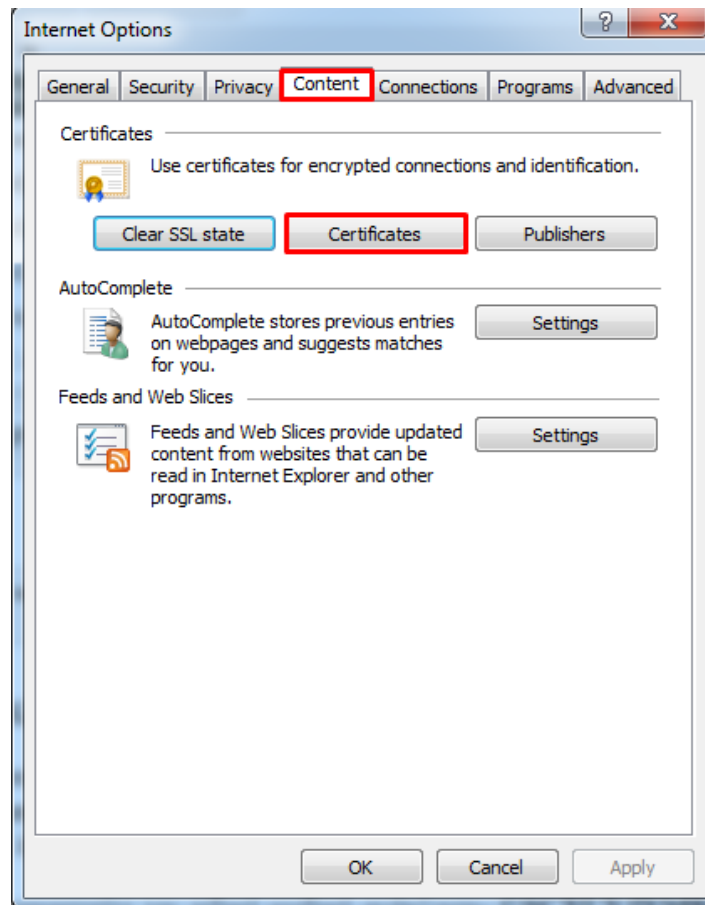 Internet Options
General Security Privacy Content Connections Programs Advanced
Certificates
Use certificates for encrypted connections and identification.
Clear SSL state Certificates Publishers
AutoComplete
AutoComplete stores previous entries
on webpages and suggests matches
for you.
Settings
Feeds and Web Slices
Feeds and Web Slices provide updated
content from websites that can be
read in Internet Explorer and other
programs.
Settings
OK Cancel Apply